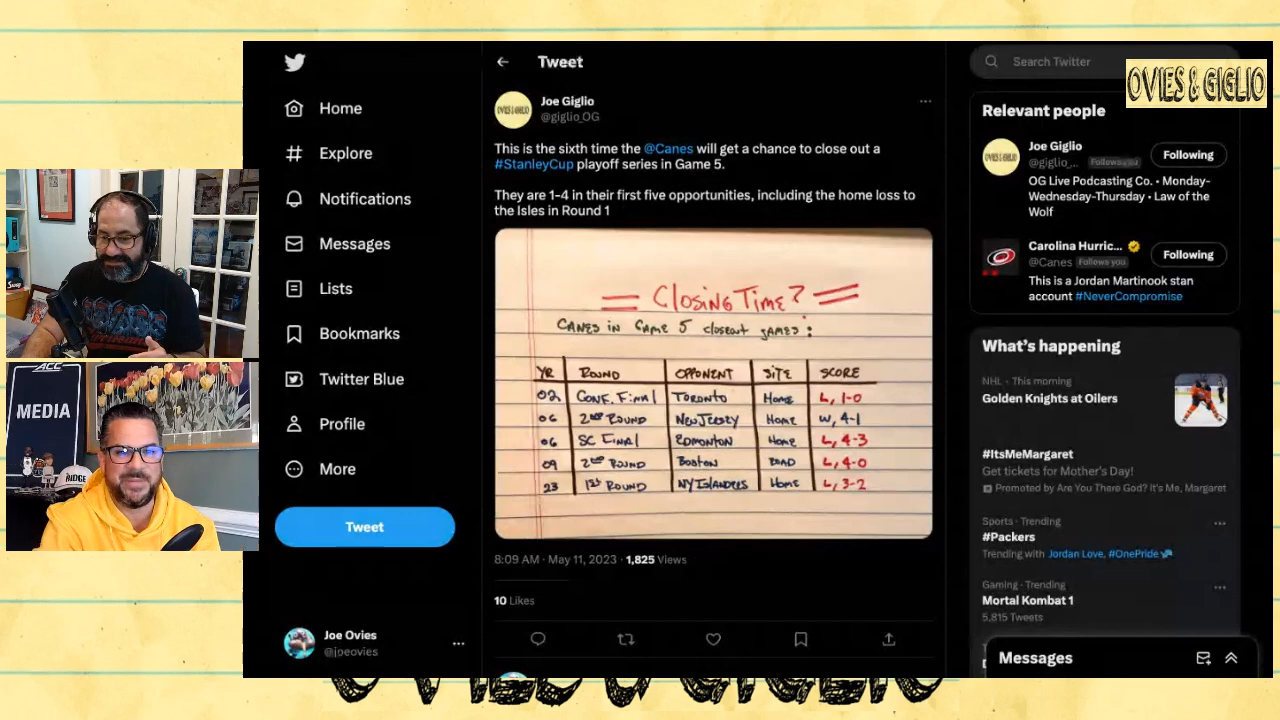 OVIES & GIGLIO
Home
Explore
Notifications
Messages
Lists
Bookmarks
Twitter Blue
Profile
More
Tweet
Joe Ovies
@joeovies
Tweet
Joe Giglio
@giglio_OG
This is the sixth time the @Canes will get a chance to close out a
#StanleyCup playoff series in Game 5.
They are 1-4 in their first five opportunities, including the home loss to
the Isles in Round 1
= CLOSING TIME? =
CANES IN GAME 5 CLOSEOUT GAMES:
YR ROUND OPPONENT SITE SCORE
02 CONF. FINAL TORONTO HOME L, 1-0
06 2nd ROUND NEW JERSEY HOME W, 4-1
06 SC FINAL EDMONTON HOME L, 4-3
09 2nd ROUND BOSTON ROAD L, 4-0
23 1st ROUND NY ISLANDERS HOME L, 3-2
8:09 AM · May 11, 2023 · 1,825 Views
10 Likes
Search Twitter
Relevant people
Joe Giglio
@giglio_... Follows you
Following
OG Live Podcasting Co. • Monday-
Wednesday-Thursday • Law of the
Wolf
Carolina Hurric...
@Canes Follows you
Following
This is a Jordan Martinook stan
account #NeverCompromise
What's happening
NHL · This morning
Golden Knights at Oilers
#ItsMeMargaret
Get tickets for Mother's Day!
Promoted by Are You There God? It's Me, Margaret
Sports · Trending
#Packers
Trending with Jordan Love, #OnePride
Gaming · Trending
Mortal Kombat 1
5,815 Tweets
Messages
ACC
MEDIA
RIDGE
OVIES & GIGLIO